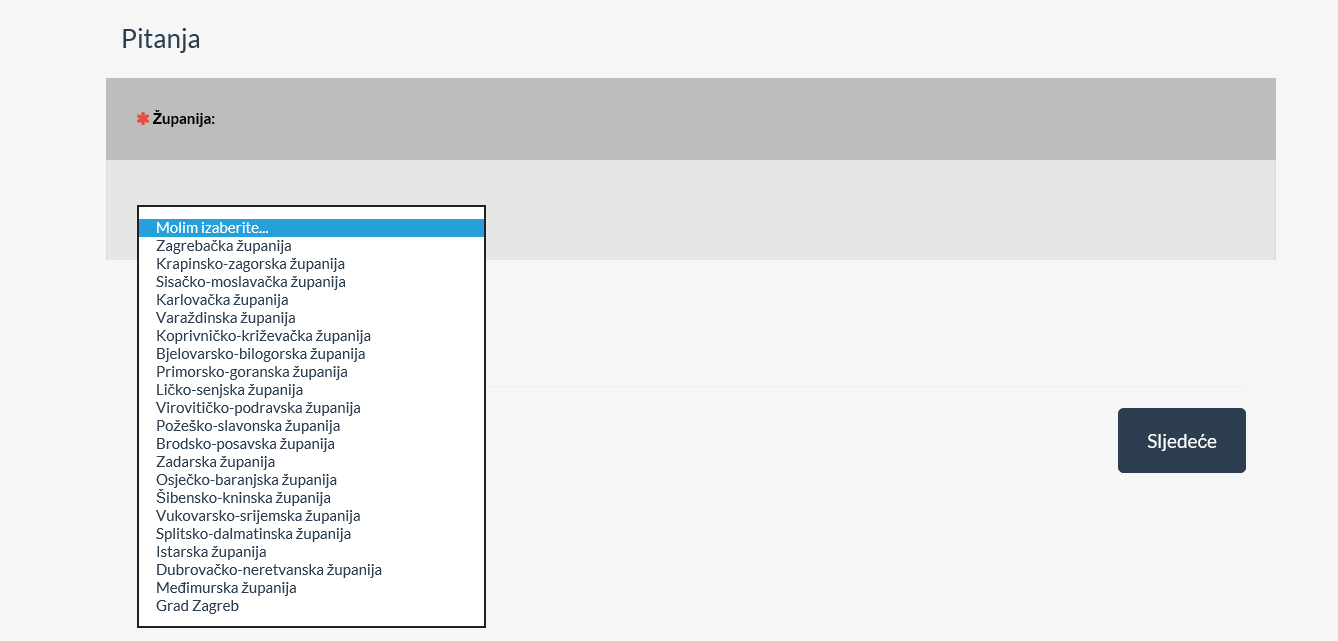 Pitanja
✱ Županija:
Molim izaberite...
Zagrebačka županija
Krapinsko-zagorska županija
Sisačko-moslavačka županija
Karlovačka županija
Varaždinska županija
Koprivničko-križevačka županija
Bjelovarsko-bilogorska županija
Primorsko-goranska županija
Ličko-senjska županija
Virovitičko-podravska županija
Požeško-slavonska županija
Brodsko-posavska županija
Zadarska županija
Osječko-baranjska županija
Šibensko-kninska županija
Vukovarsko-srijemska županija
Splitsko-dalmatinska županija
Istarska županija
Dubrovačko-neretvanska županija
Međimurska županija
Grad Zagreb
Sljedeće